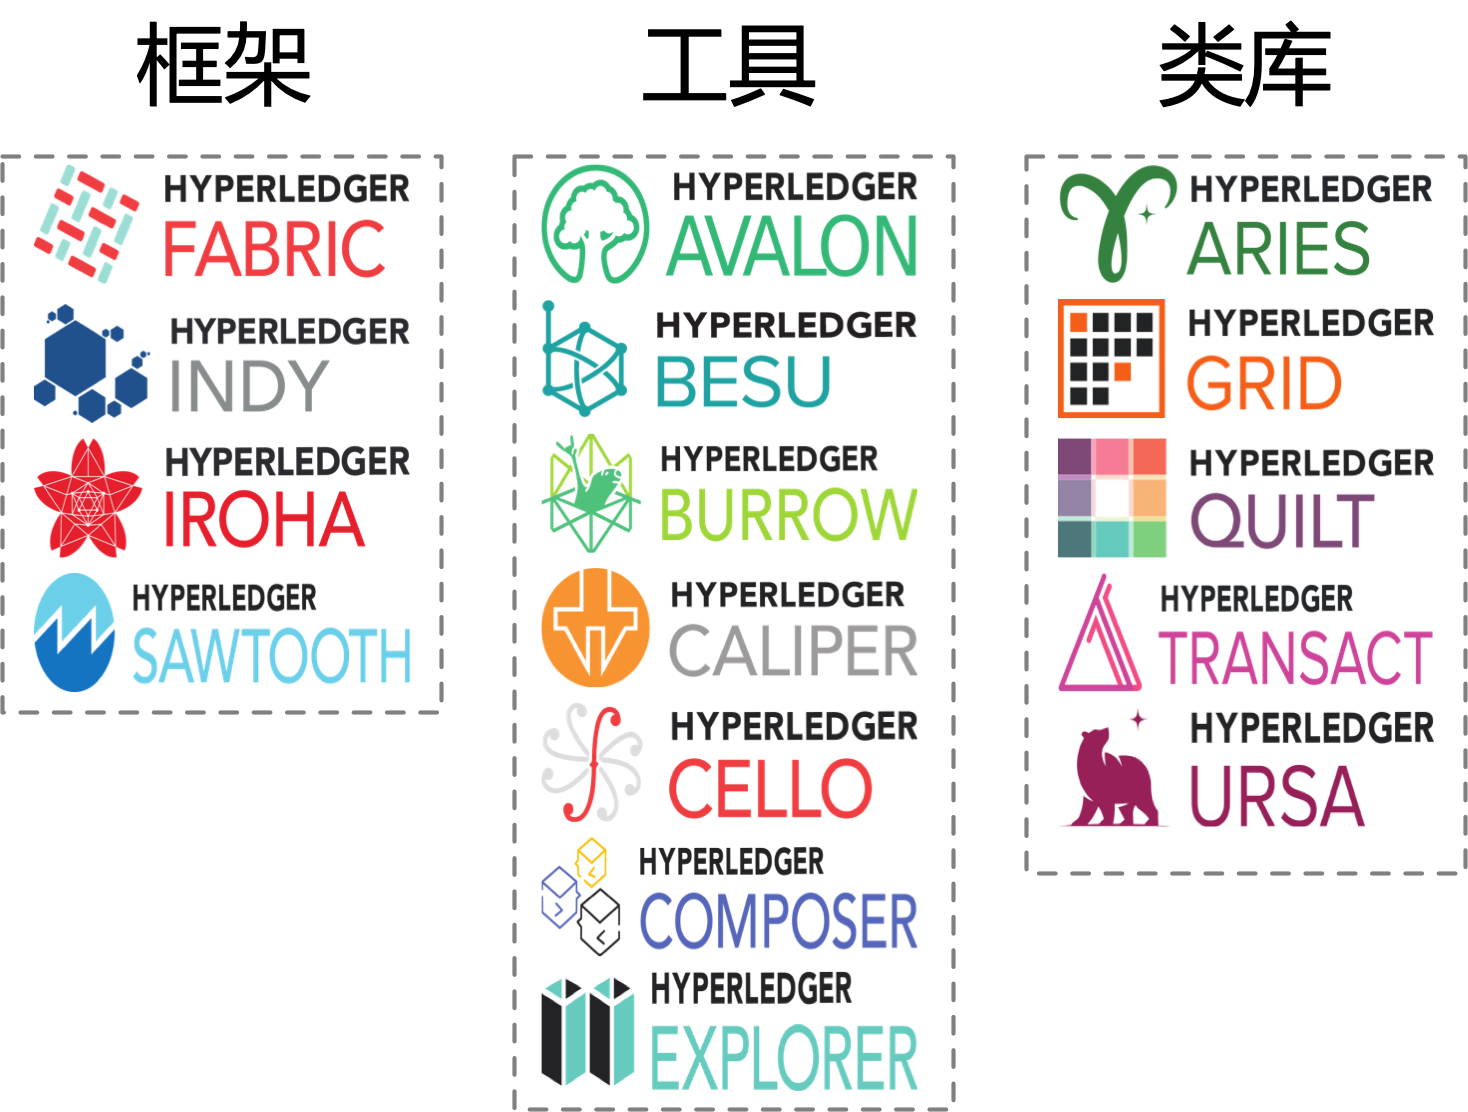 框架
HYPERLEDGER
FABRIC
HYPERLEDGER
INDY
HYPERLEDGER
IROHA
HYPERLEDGER
SAWTOOTH
工具
HYPERLEDGER
AVALON
HYPERLEDGER
BESU
HYPERLEDGER
BURROW
HYPERLEDGER
CALIPER
HYPERLEDGER
CELLO
HYPERLEDGER
COMPOSER
HYPERLEDGER
EXPLORER
类库
HYPERLEDGER
ARIES
HYPERLEDGER
GRID
HYPERLEDGER
QUILT
HYPERLEDGER
TRANSACT
HYPERLEDGER
URSA